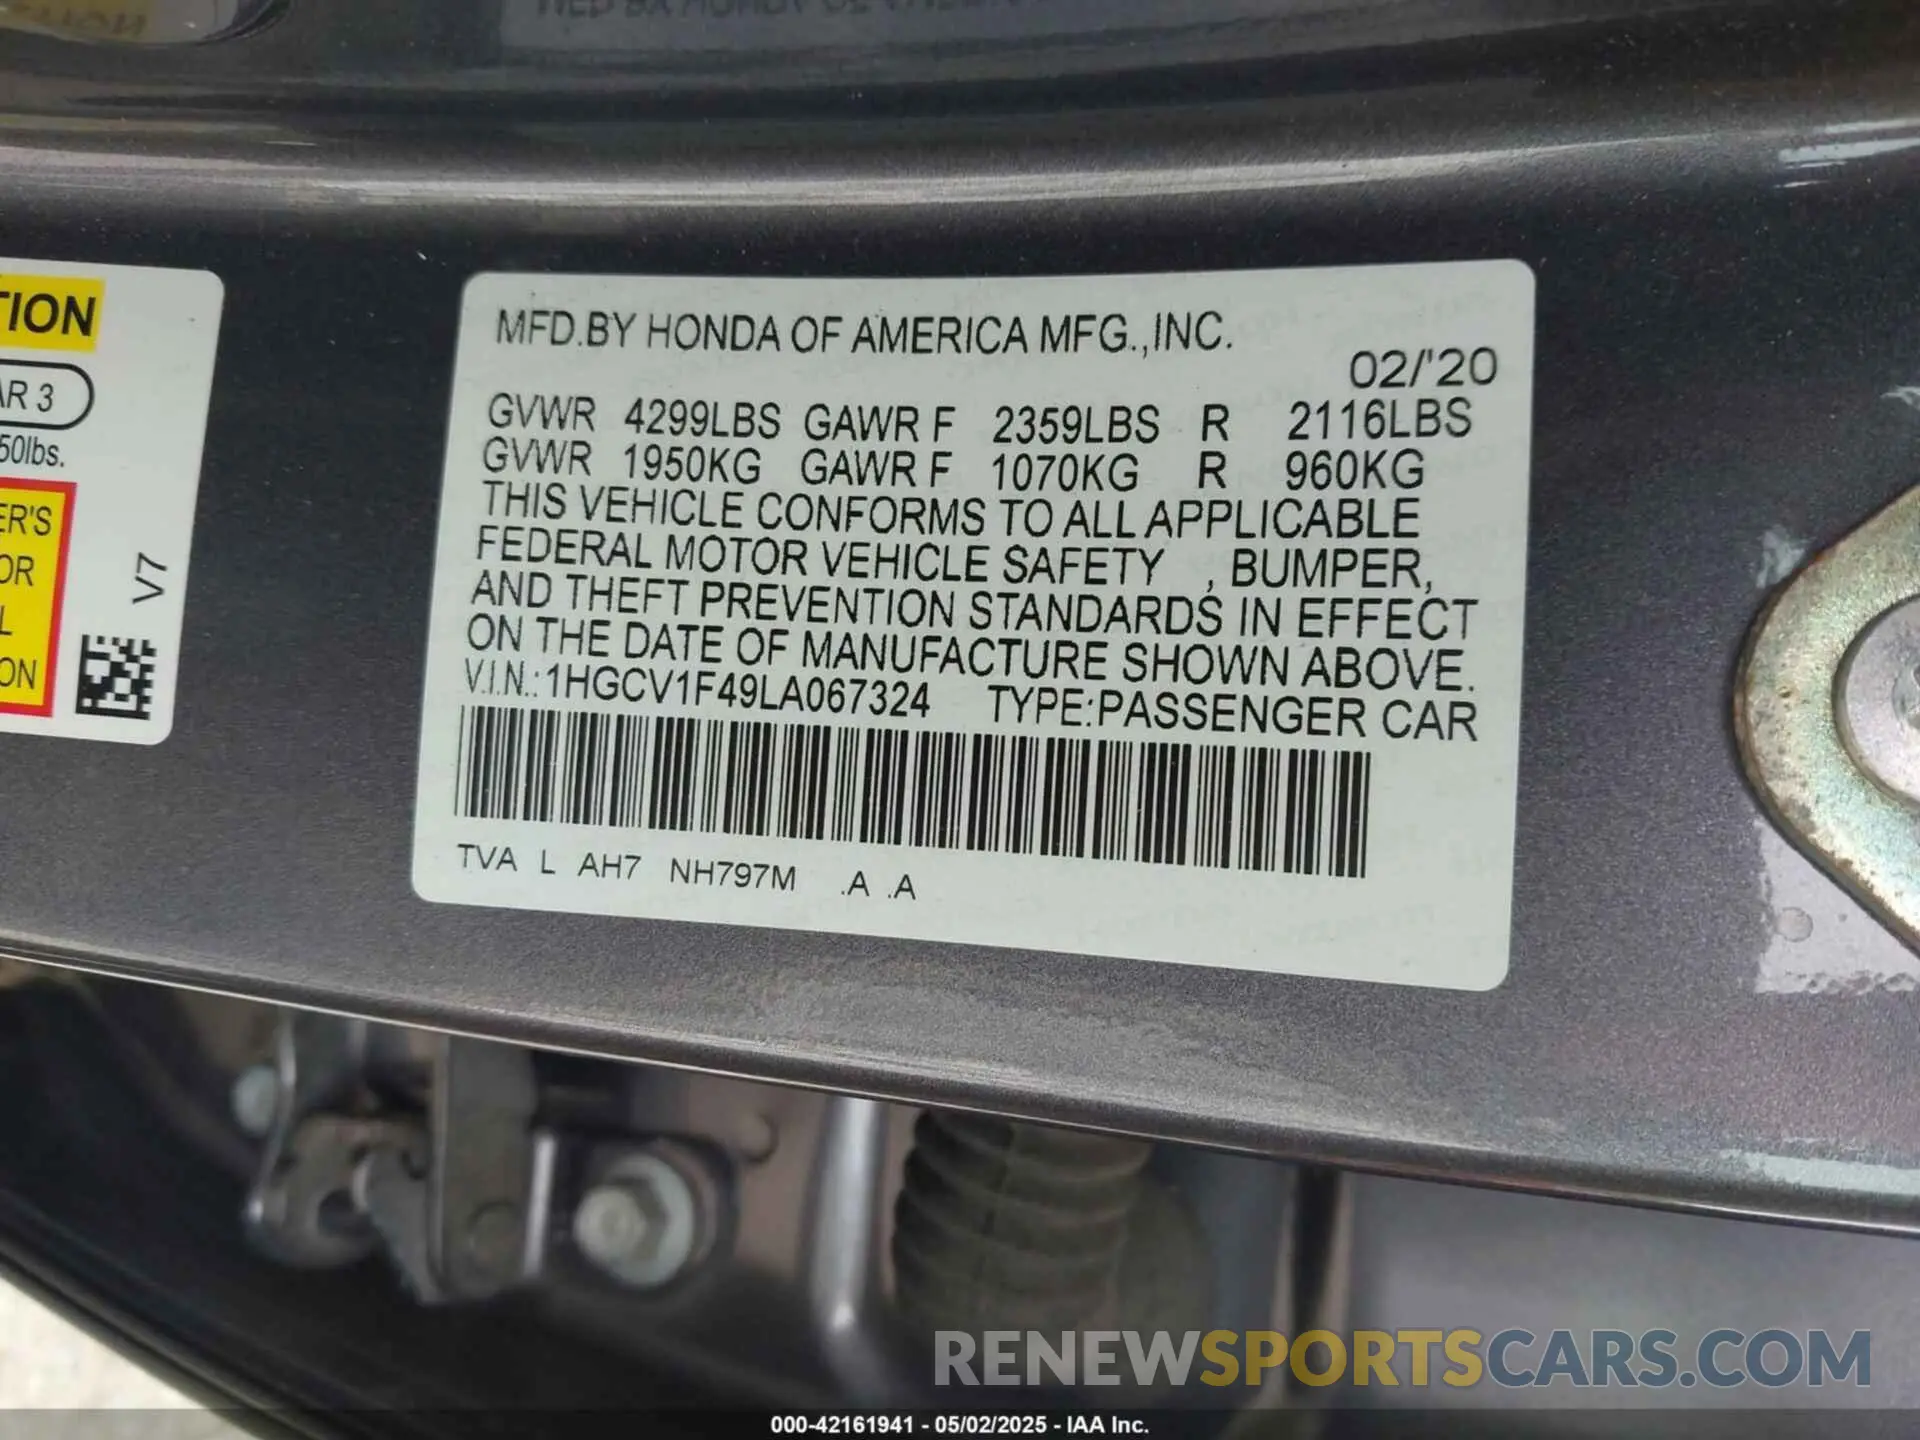 TION
AR 3
50lbs.
ER'S
OR
L
ON
V7
MFD.BY HONDA OF AMERICA MFG.,INC.
02/'20
GVWR 4299LBS GAWR F 2359LBS R 2116LBS
GVWR 1950KG GAWR F 1070KG R 960KG
THIS VEHICLE CONFORMS TO ALL APPLICABLE
FEDERAL MOTOR VEHICLE SAFETY , BUMPER,
AND THEFT PREVENTION STANDARDS IN EFFECT
ON THE DATE OF MANUFACTURE SHOWN ABOVE.
V.I.N.:1HGCV1F49LA067324 TYPE:PASSENGER CAR
TVA L AH7 NH797M .A .A
RENEWSPORTSCARS.COM
000-42161941 - 05/02/2025 - IAA Inc.